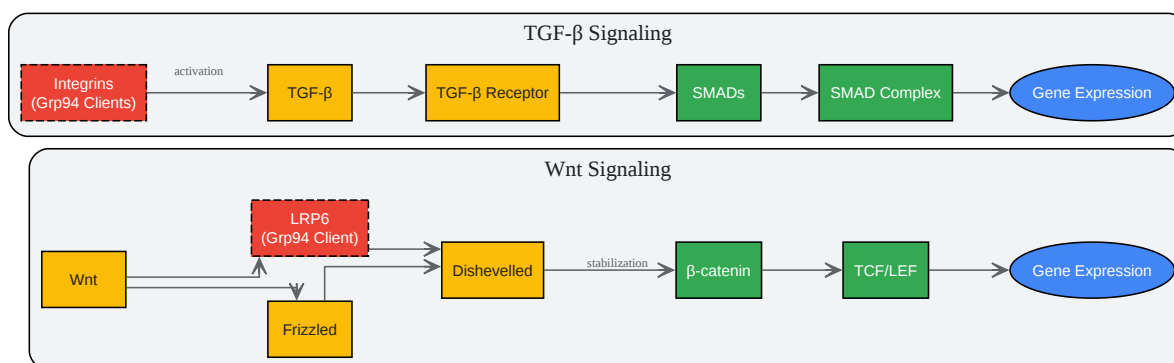 TGF-β Signaling
Integrins
(Grp94 Clients)
activation
TGF-β
TGF-β Receptor
SMADs
SMAD Complex
Gene Expression
Wnt Signaling
Wnt
LRP6
(Grp94 Client)
Frizzled
Dishevelled
stabilization
β-catenin
TCF/LEF
Gene Expression